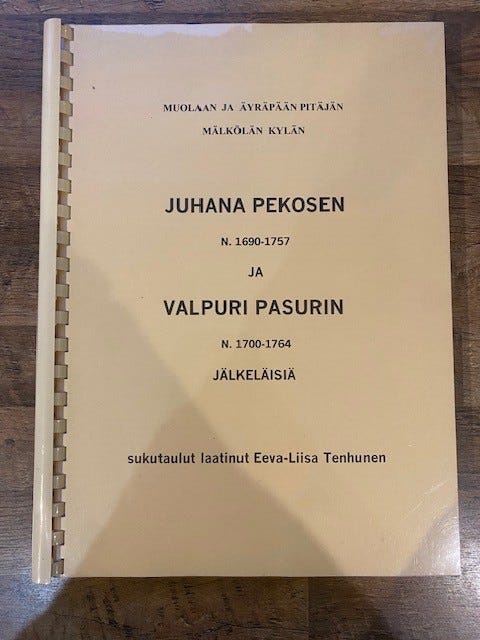 MUOLAAN JA ÄYRÄPÄÄN PITÄJÄN
MÄLKÖLÄN KYLÄN
JUHANA PEKOSEN
N. 1690-1757
JA
VALPURI PASURIN
N. 1700-1764
JÄLKELÄISIÄ
sukutaulut laatinut Eeva-Liisa Tenhunen